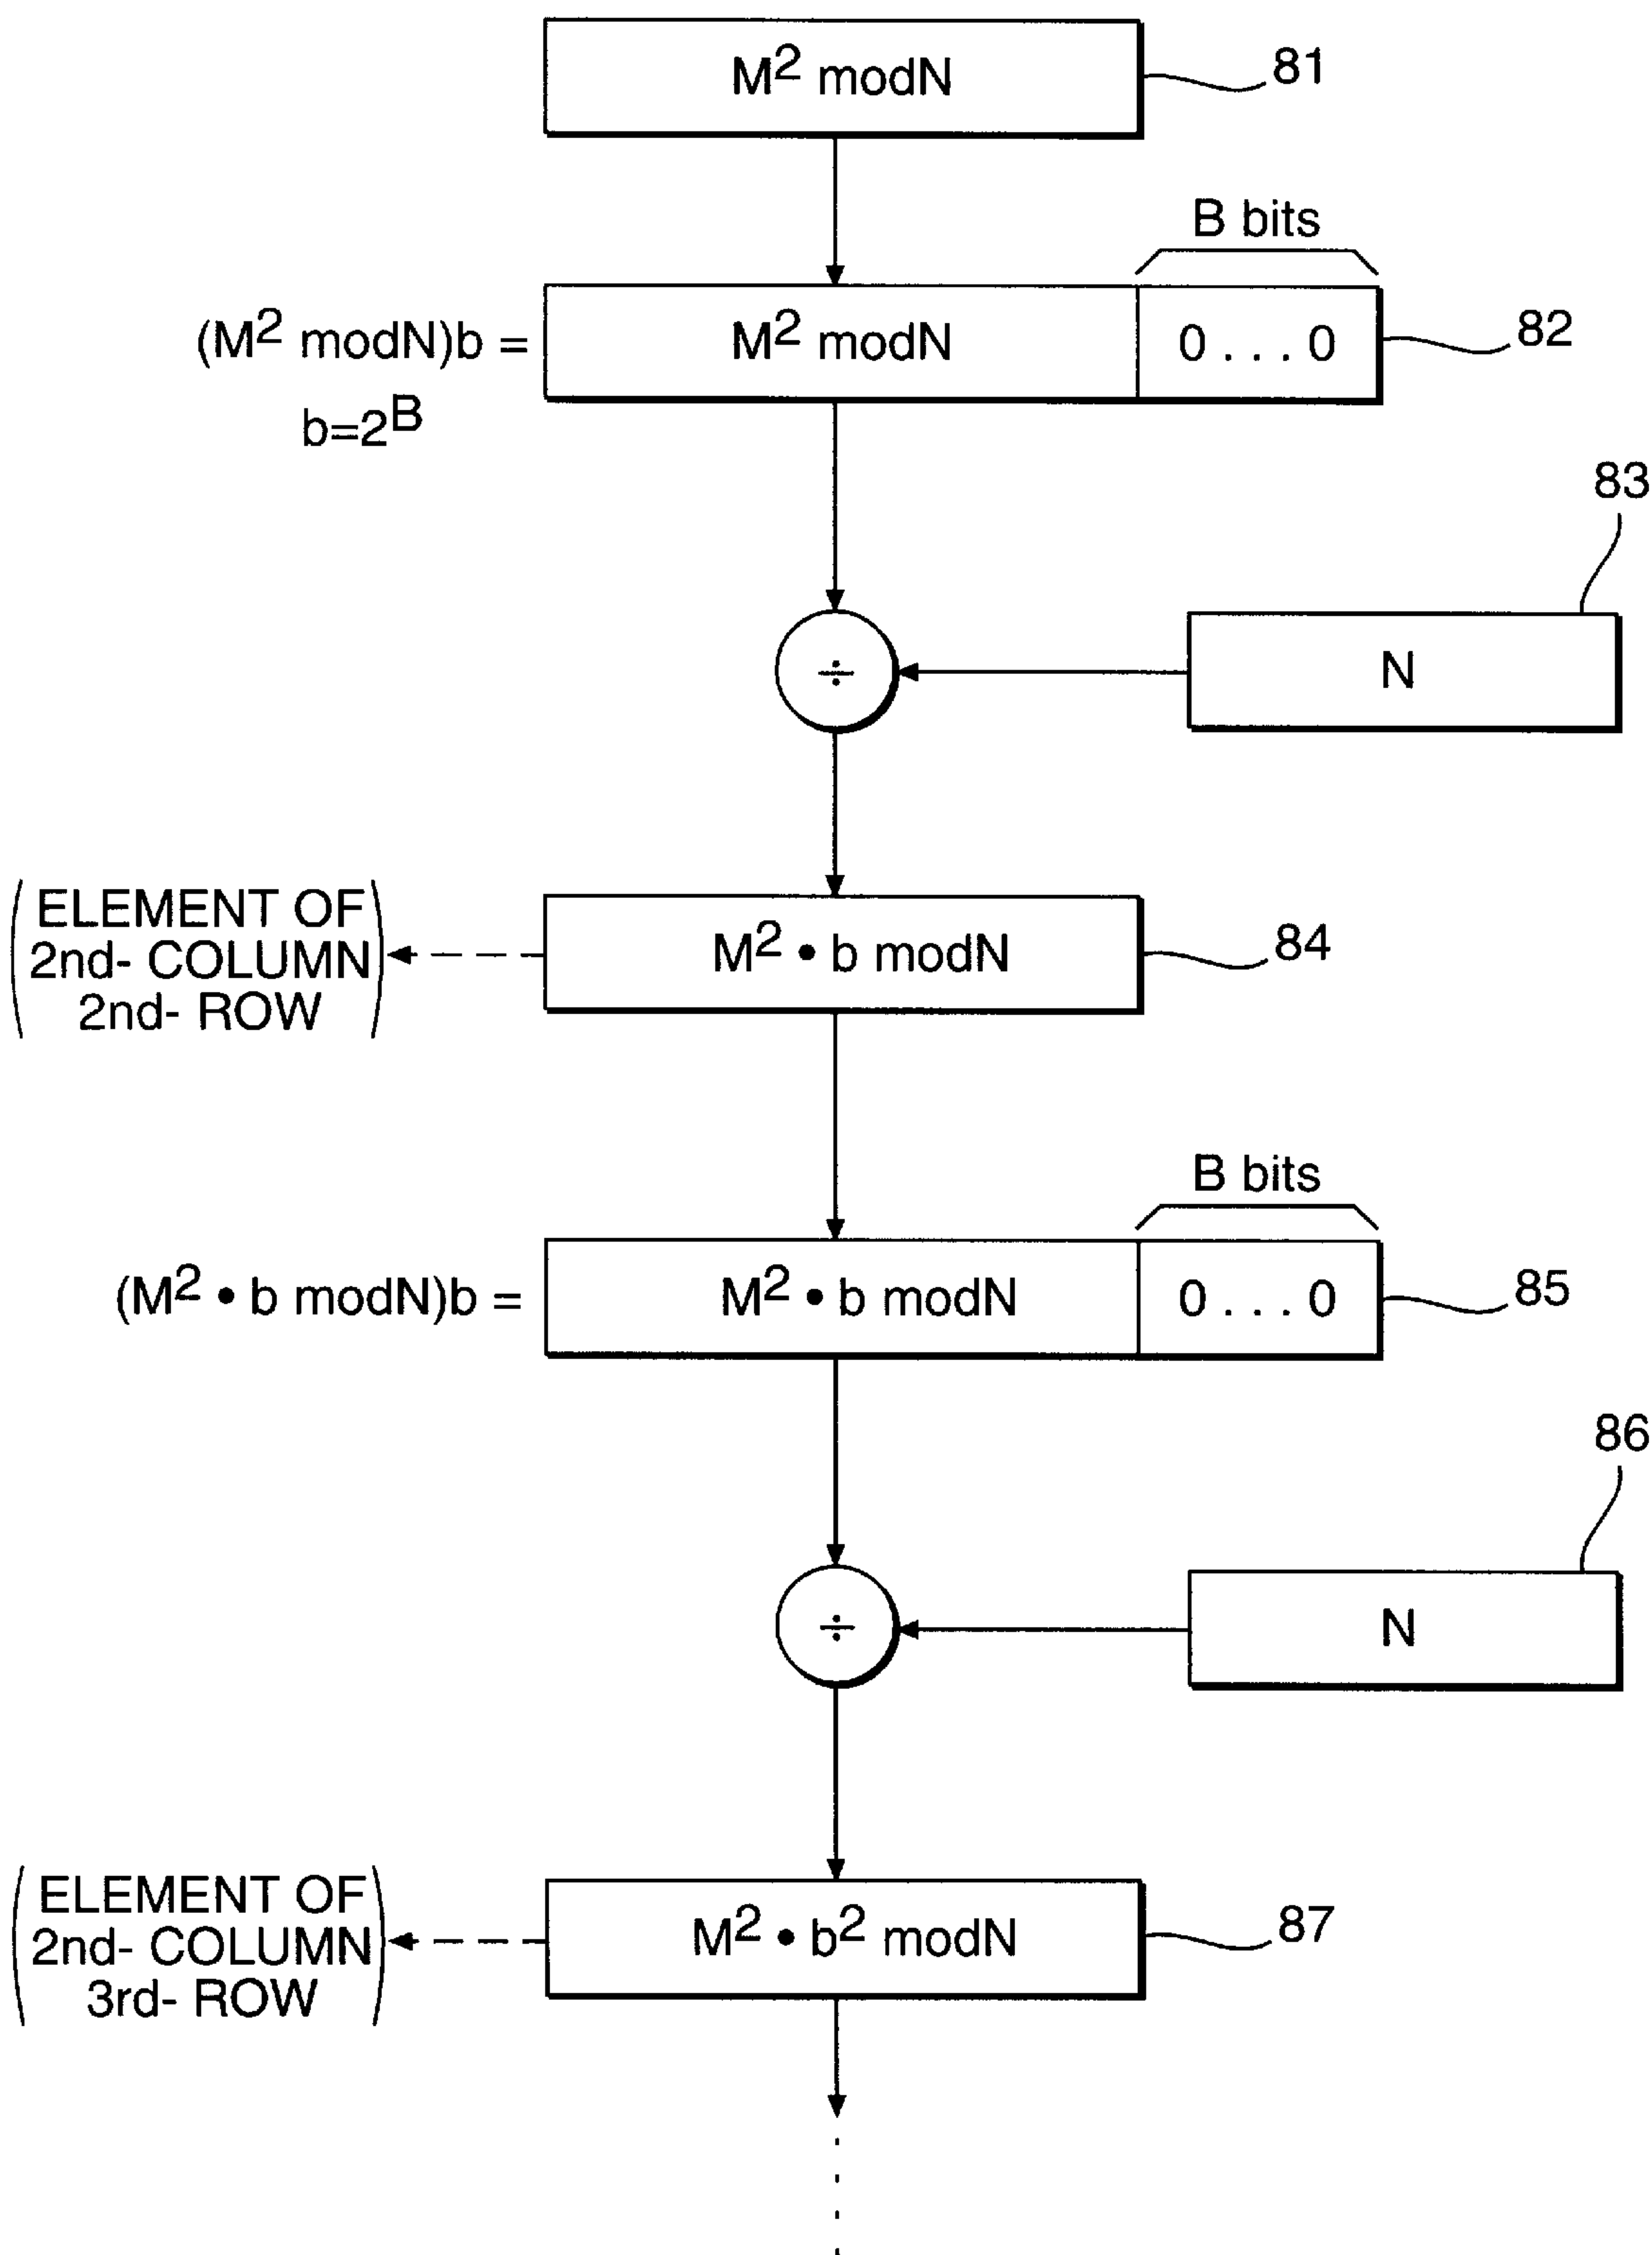 M² modN
81
B bits
(M² modN)b = M² modN 0 . . . 0
82
b=2ᴮ
83
÷ N
ELEMENT OF
2nd- COLUMN
2nd- ROW
M² • b modN
84
B bits
(M² • b modN)b = M² • b modN 0 . . . 0
85
86
÷ N
ELEMENT OF
2nd- COLUMN
3rd- ROW
M² • b² modN
87